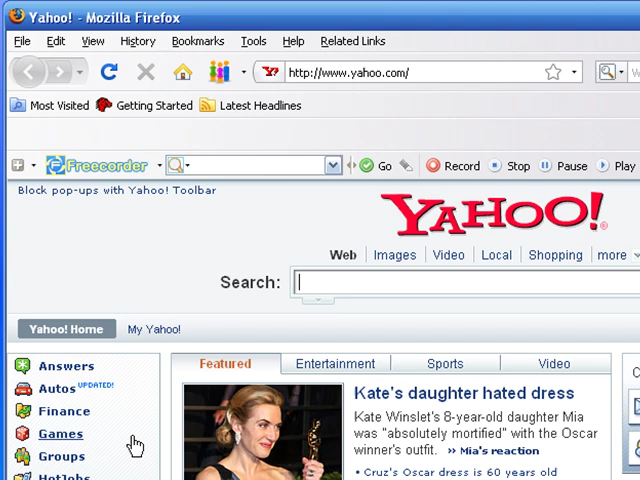 Yahoo! - Mozilla Firefox
File Edit View History Bookmarks Tools Help Related Links
Y! http://www.yahoo.com/
Most Visited Getting Started Latest Headlines
Freecorder Go Record Stop Pause Play
Block pop-ups with Yahoo! Toolbar
YAHOO!
Web Images Video Local Shopping more
Search:
Yahoo! Home My Yahoo!
Featured Entertainment Sports Video
Answers
Autos UPDATED!
Finance
Games
Groups
HotJobs
Kate's daughter hated dress
Kate Winslet's 8-year-old daughter Mia
was "absolutely mortified" with the Oscar
winner's outfit. » Mia's reaction
• Cruz's Oscar dress is 60 years old